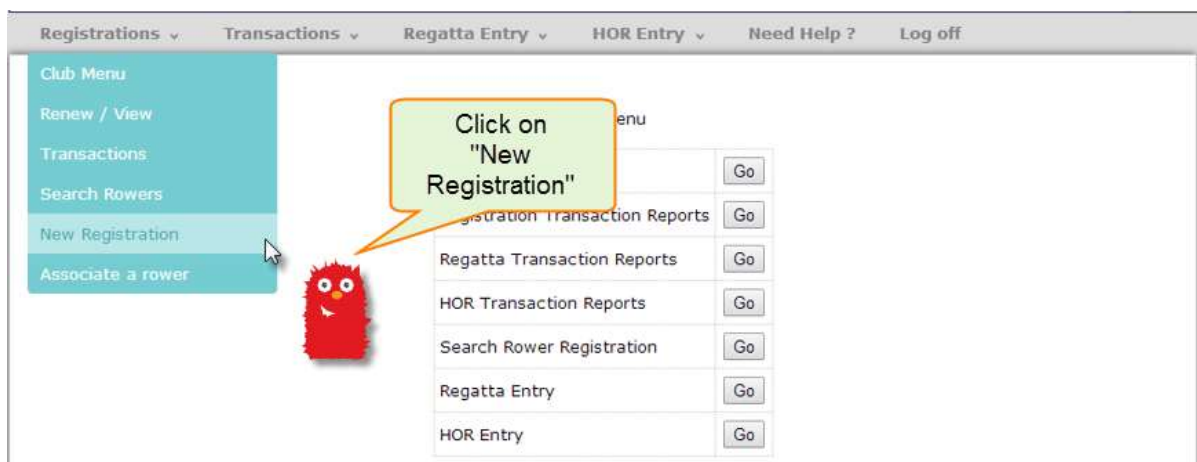 Registrations Transactions Regatta Entry HOR Entry Need Help ? Log off
Club Menu
Renew / View
Transactions
Search Rowers
New Registration
Associate a rower
Click on
"New
Registration"
enu
Go
Transaction Reports Go
Regatta Transaction Reports Go
HOR Transaction Reports Go
Search Rower Registration Go
Regatta Entry Go
HOR Entry Go